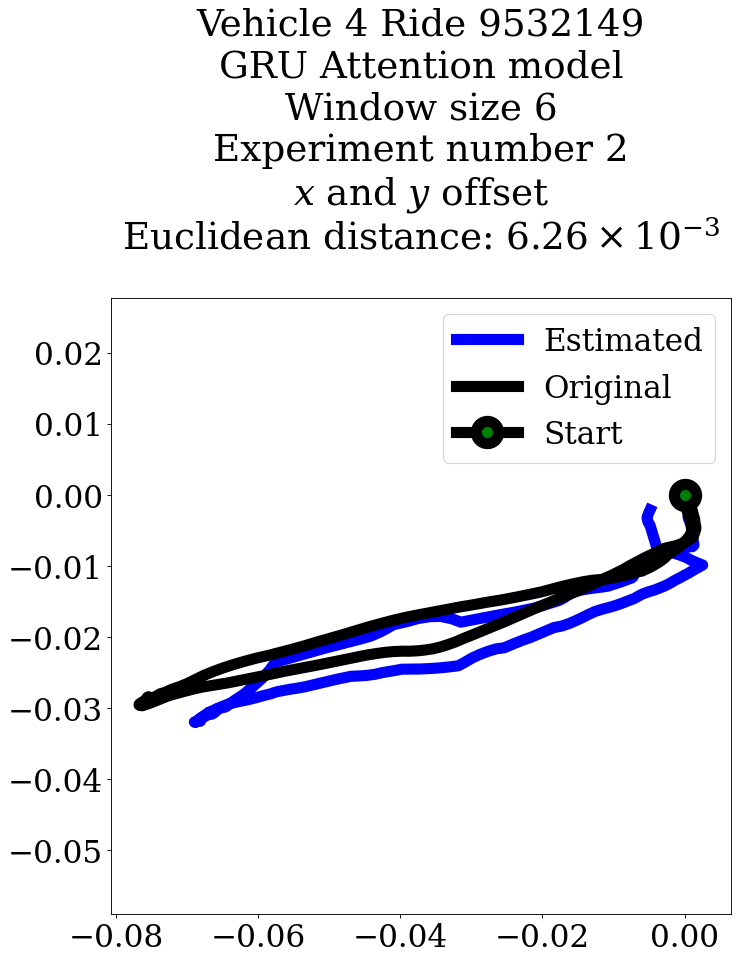 Vehicle 4 Ride 9532149
GRU Attention model
Window size 6
Experiment number 2
x and y offset
Euclidean distance: 6.26 × 10⁻³
Estimated
Original
Start
0.02
0.01
0.00
−0.01
−0.02
−0.03
−0.04
−0.05
−0.08 −0.06 −0.04 −0.02 0.00